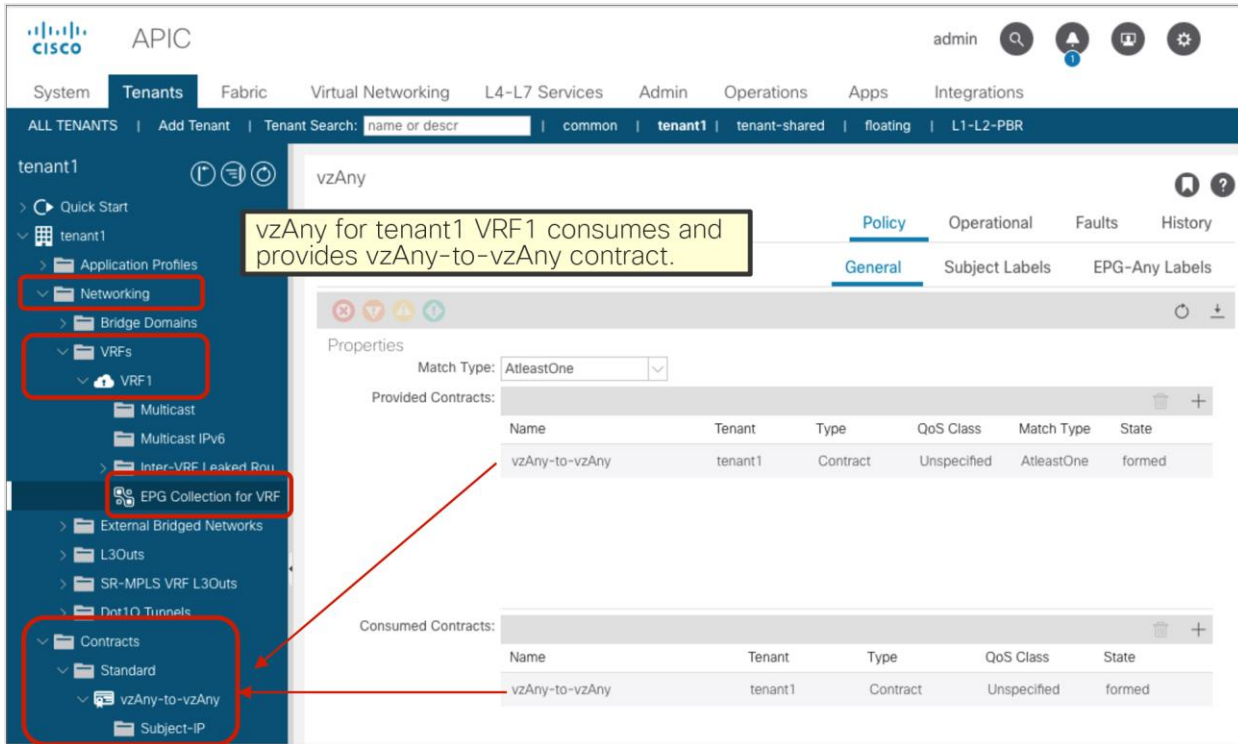 CISCO
APIC
admin
1
System Tenants Fabric Virtual Networking L4-L7 Services Admin Operations Apps Integrations
ALL TENANTS | Add Tenant | Tenant Search: name or descr | common | tenant1 | tenant-shared | floating | L1-L2-PBR
tenant1
Quick Start
tenant1
Application Profiles
Networking
Bridge Domains
VRFs
VRF1
Multicast
Multicast IPv6
Inter-VRF Leaked Rou
EPG Collection for VRF
External Bridged Networks
L3Outs
SR-MPLS VRF L3Outs
Dot1Q Tunnels
Contracts
Standard
vzAny-to-vzAny
Subject-IP
vzAny
vzAny for tenant1 VRF1 consumes and
provides vzAny-to-vzAny contract.
Policy Operational Faults History
General Subject Labels EPG-Any Labels
Properties
Match Type: AtleastOne
Provided Contracts:
Name Tenant Type QoS Class Match Type State
vzAny-to-vzAny tenant1 Contract Unspecified AtleastOne formed
Consumed Contracts:
Name Tenant Type QoS Class State
vzAny-to-vzAny tenant1 Contract Unspecified formed